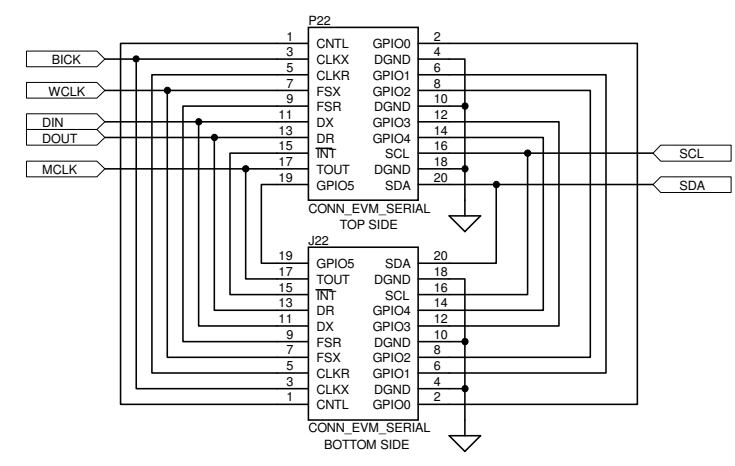 P22
1 CNTL GPIO0 2
BICK 3 CLKX DGND 4
5 CLKR GPIO1 6
WCLK 7 FSX GPIO2 8
9 FSR DGND 10
DIN 11 DX GPIO3 12
DOUT 13 DR GPIO4 14
15 INT SCL 16 SCL
MCLK 17 TOUT DGND 18
19 GPIO5 SDA 20 SDA
CONN_EVM_SERIAL
TOP SIDE
J22
19 GPIO5 SDA 20
17 TOUT DGND 18
15 INT SCL 16
13 DR GPIO4 14
11 DX GPIO3 12
9 FSR DGND 10
7 FSX GPIO2 8
5 CLKR GPIO1 6
3 CLKX DGND 4
1 CNTL GPIO0 2
CONN_EVM_SERIAL
BOTTOM SIDE